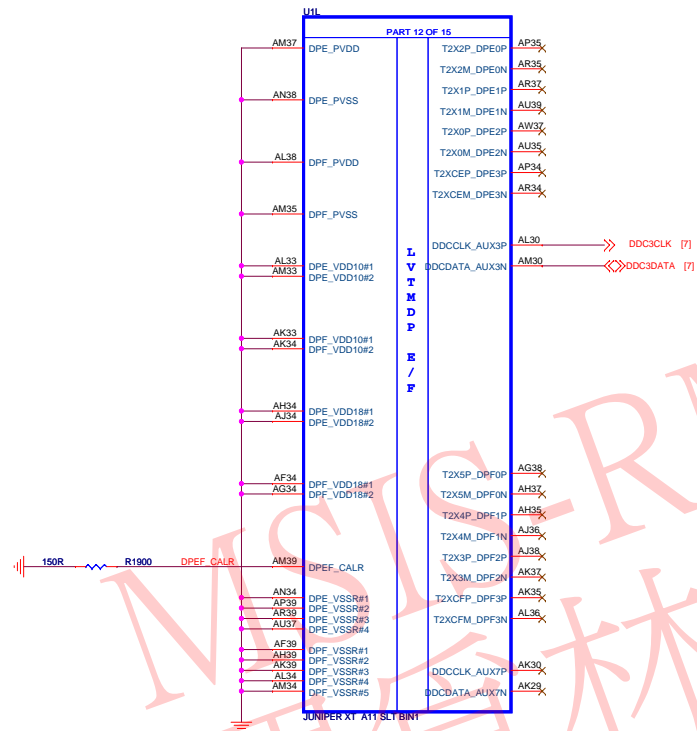 U1L
PART 12 OF 15
AM37 DPE_PVDD T2X2P_DPE0P AP35
T2X2M_DPE0N AR35
T2X1P_DPE1P AR37
AN38 DPE_PVSS
T2X1M_DPE1N AU39
T2X0P_DPE2P AW37
T2X0M_DPE2N AU35
AL38 DPF_PVDD
T2XCEP_DPE3P AP34
T2XCEM_DPE3N AR34
AM35 DPF_PVSS
DDCCLK_AUX3P AL30 DDC3CLK [7]
AL33 DPE_VDD10#1 DDCDATA_AUX3N AM30 DDC3DATA [7]
AM33 DPE_VDD10#2
LVTMDP E/F
AK33 DPF_VDD10#1
AK34 DPF_VDD10#2
AH34 DPE_VDD18#1
AJ34 DPE_VDD18#2
T2X5P_DPF0P AG38
AF34 DPF_VDD18#1
AG34 DPF_VDD18#2 T2X5M_DPF0N AH37
T2X4P_DPF1P AH35
T2X4M_DPF1N AJ36
T2X3P_DPF2P AJ38
150R R1900 DPEF_CALR AM39 DPEF_CALR
T2X3M_DPF2N AK37
AN34 DPE_VSSR#1 T2XCFP_DPF3P AK35
AP39 DPE_VSSR#2
AR39 DPE_VSSR#3 T2XCFM_DPF3N AL36
AU37 DPE_VSSR#4
AF39 DPF_VSSR#1
AH39 DPF_VSSR#2
AK39 DPF_VSSR#3 DDCCLK_AUX7P AK30
AL34 DPF_VSSR#4
AM34 DPF_VSSR#5 DDCDATA_AUX7N AK29
JUNIPER XT A11 SLT BIN1
MSIS-R